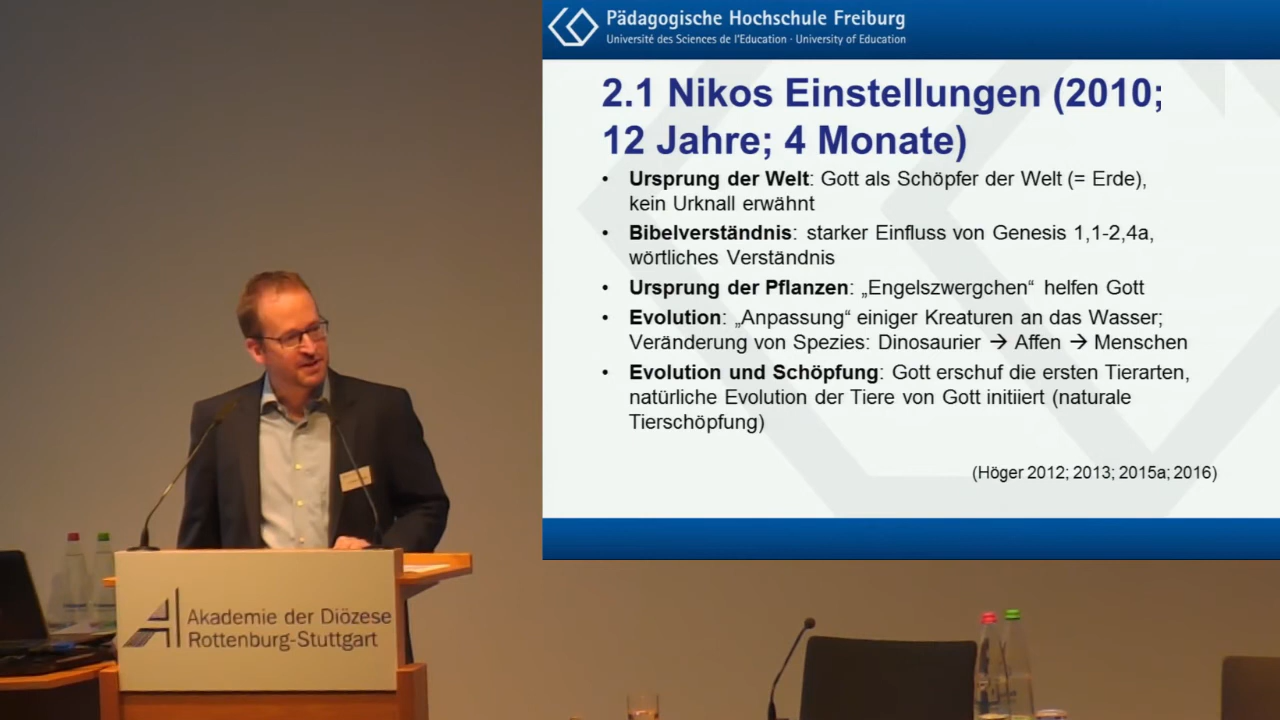 Pädagogische Hochschule Freiburg
Université des Sciences de l'Education · University of Education
2.1 Nikos Einstellungen (2010;
12 Jahre; 4 Monate)
• Ursprung der Welt: Gott als Schöpfer der Welt (= Erde),
kein Urknall erwähnt
• Bibelverständnis: starker Einfluss von Genesis 1,1-2,4a,
wörtliches Verständnis
• Ursprung der Pflanzen: „Engelszwergchen“ helfen Gott
• Evolution: „Anpassung“ einiger Kreaturen an das Wasser;
Veränderung von Spezies: Dinosaurier → Affen → Menschen
• Evolution und Schöpfung: Gott erschuf die ersten Tierarten,
natürliche Evolution der Tiere von Gott initiiert (naturale
Tierschöpfung)
(Höger 2012; 2013; 2015a; 2016)
Akademie der Diözese
Rottenburg-Stuttgart